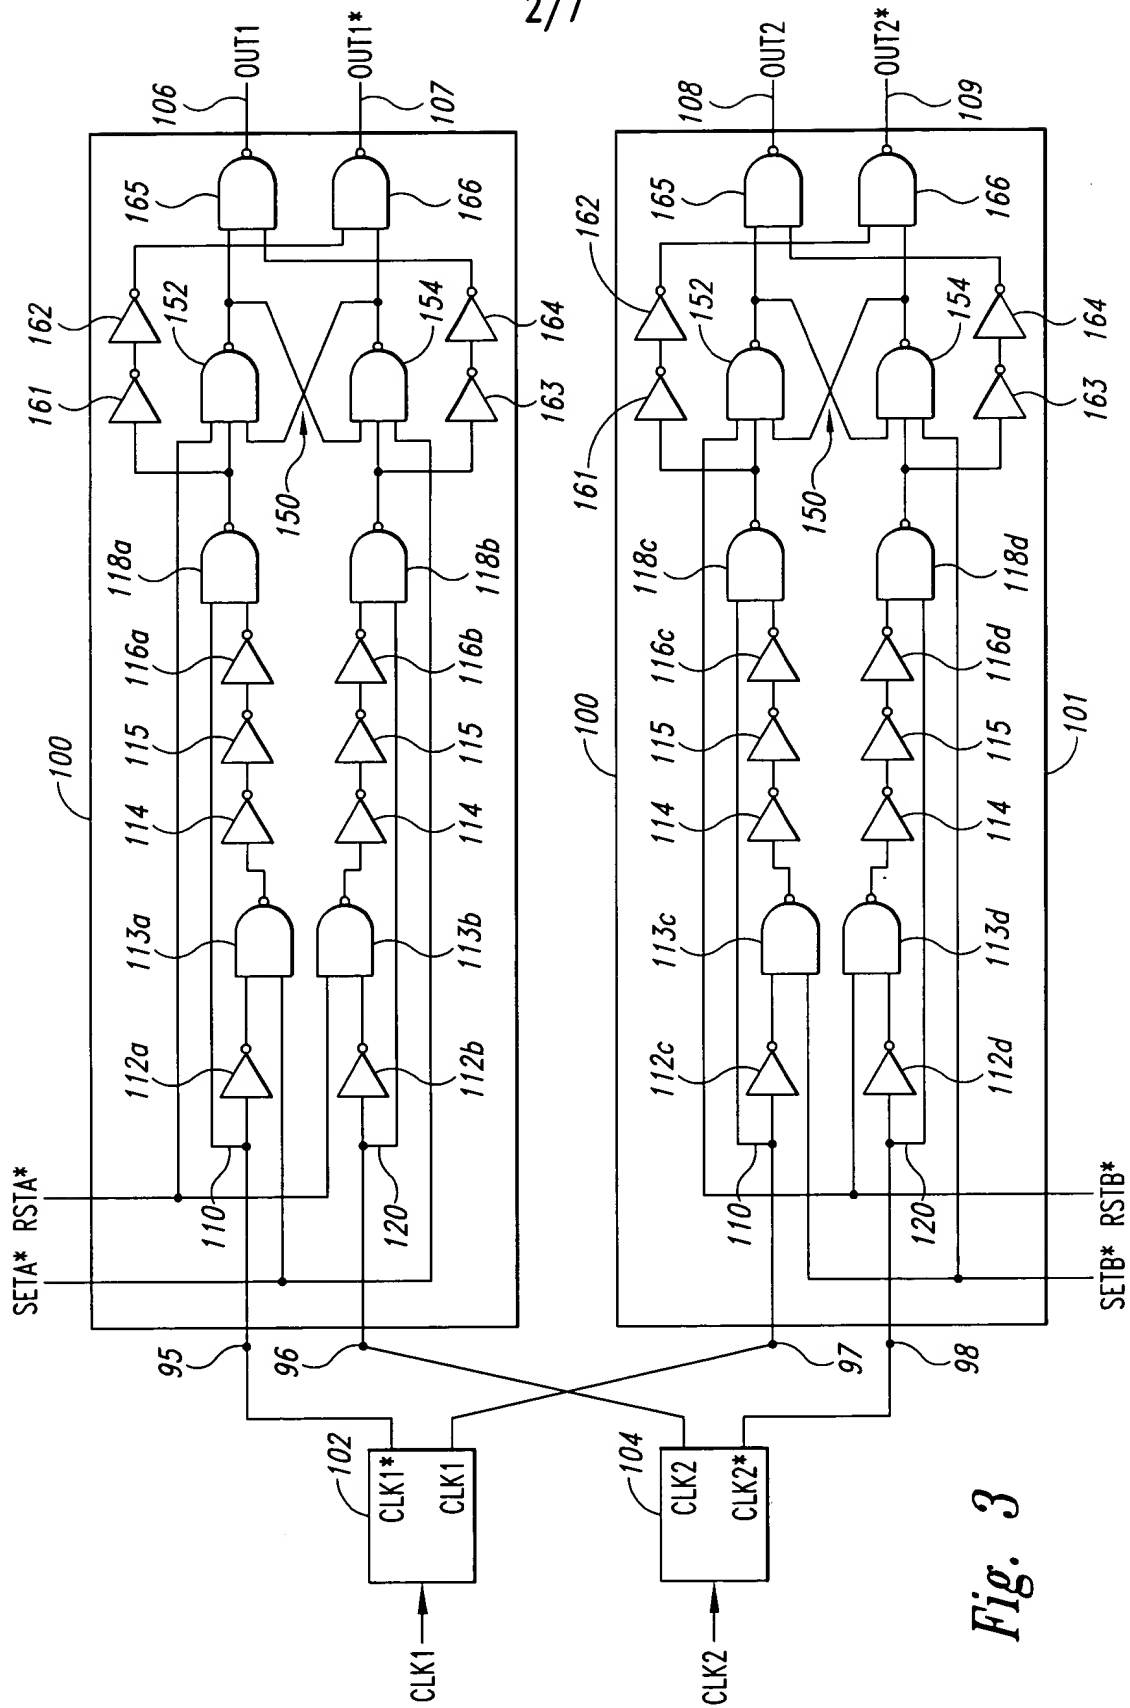 2/7
SETA* RSTA*
100
112a
113a
114
115
116a
118a
161
162
152
165
106
OUT1
110
150
OUT1*
107
120
112b
113b
114
115
116b
118b
163
164
154
166
95
96
CLK1
102
CLK1*
CLK1
CLK2
104
CLK2
CLK2*
97
98
100
112c
113c
114
115
116c
118c
161
162
152
165
108
OUT2
110
150
OUT2*
109
120
112d
113d
114
115
116d
118d
163
164
154
166
101
SETB* RSTB*
Fig. 3